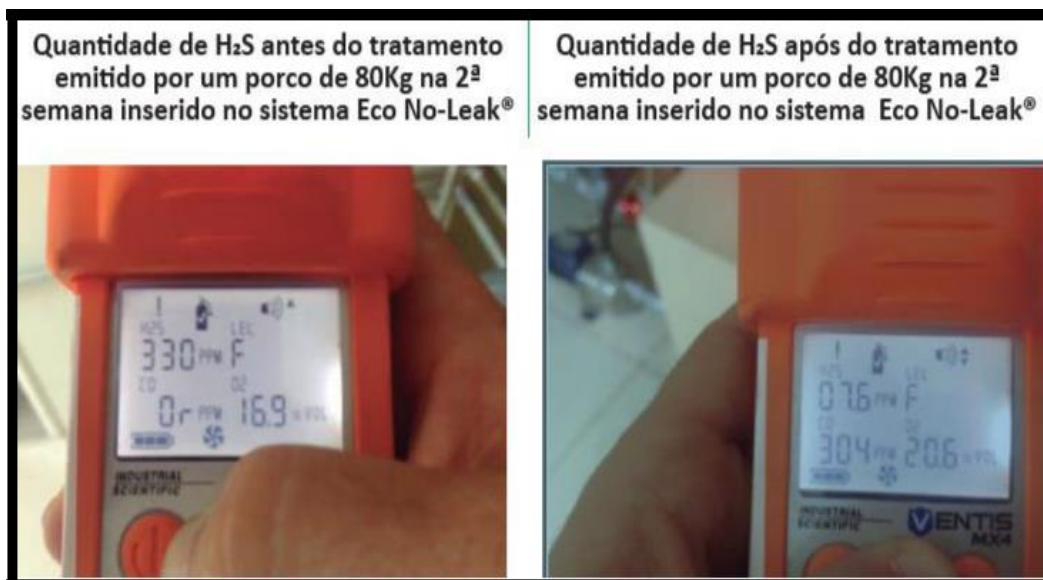 Quantidade de H₂S antes do tratamento
emitido por um porco de 80Kg na 2ª
semana inserido no sistema Eco No-Leak®
Quantidade de H₂S após do tratamento
emitido por um porco de 80Kg na 2ª
semana inserido no sistema Eco No-Leak®
H2S LEL
330 PPM F
CO O2
0r PPM 16.9 % VOL
INDUSTRIAL
SCIENTIFIC
H2S LEL
07.6 PPM F
CO O2
304 PPM 20.6 % VOL
INDUSTRIAL
SCIENTIFIC
VENTIS
MX4